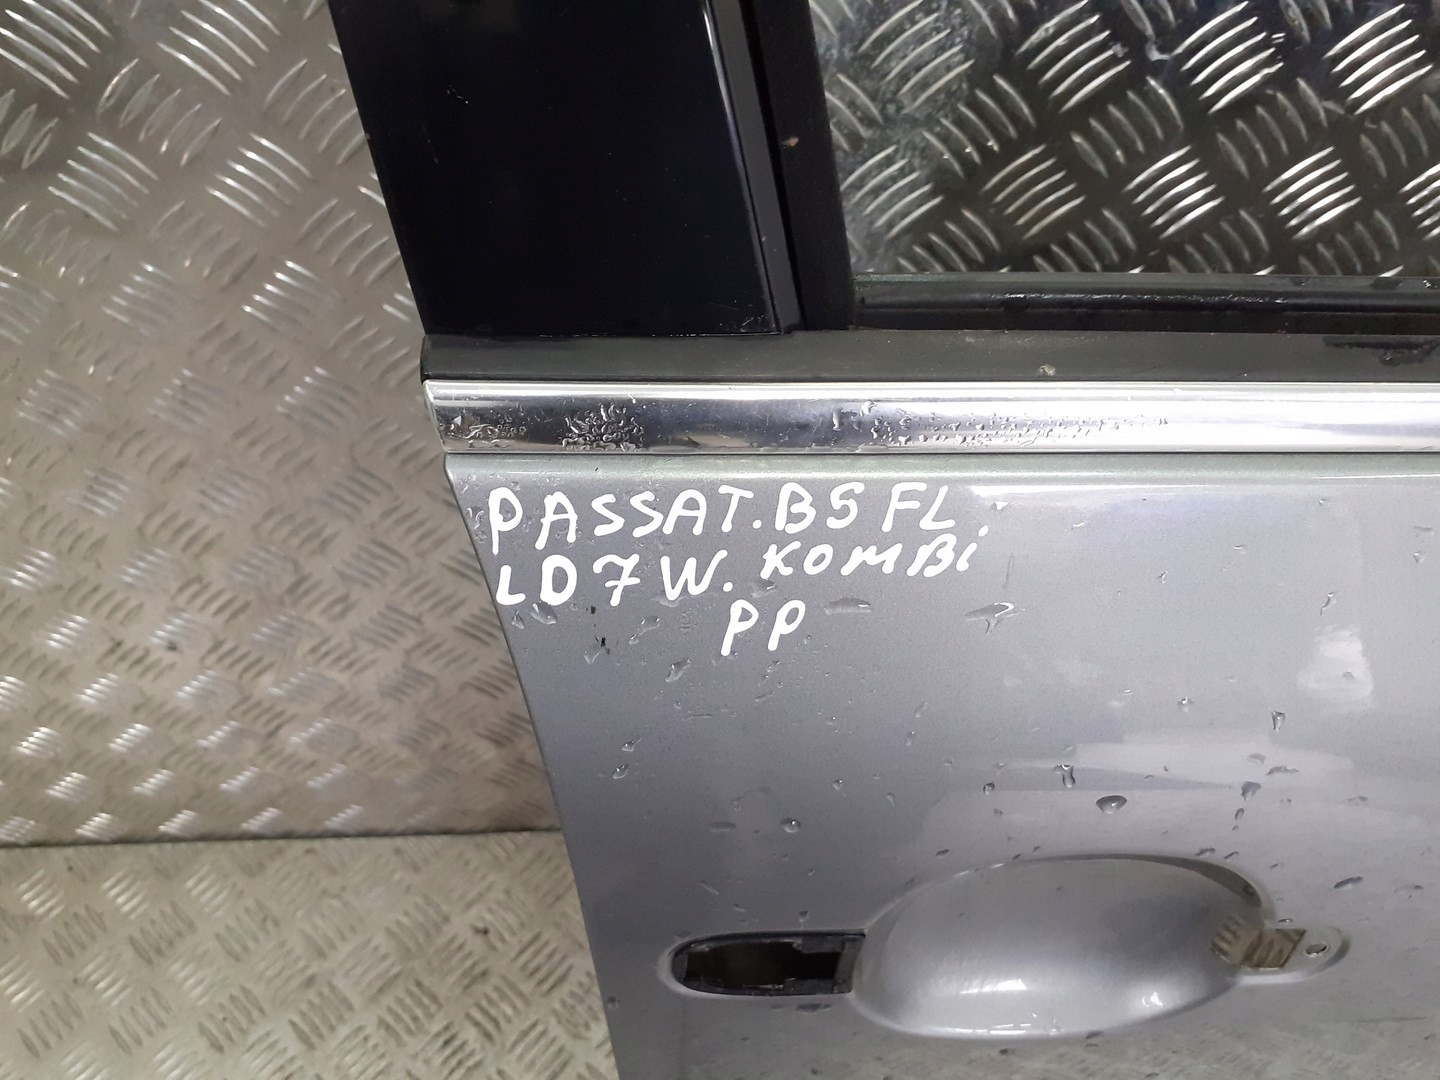 PASSAT.B5 FL.
LD7W. KOMBi
PP